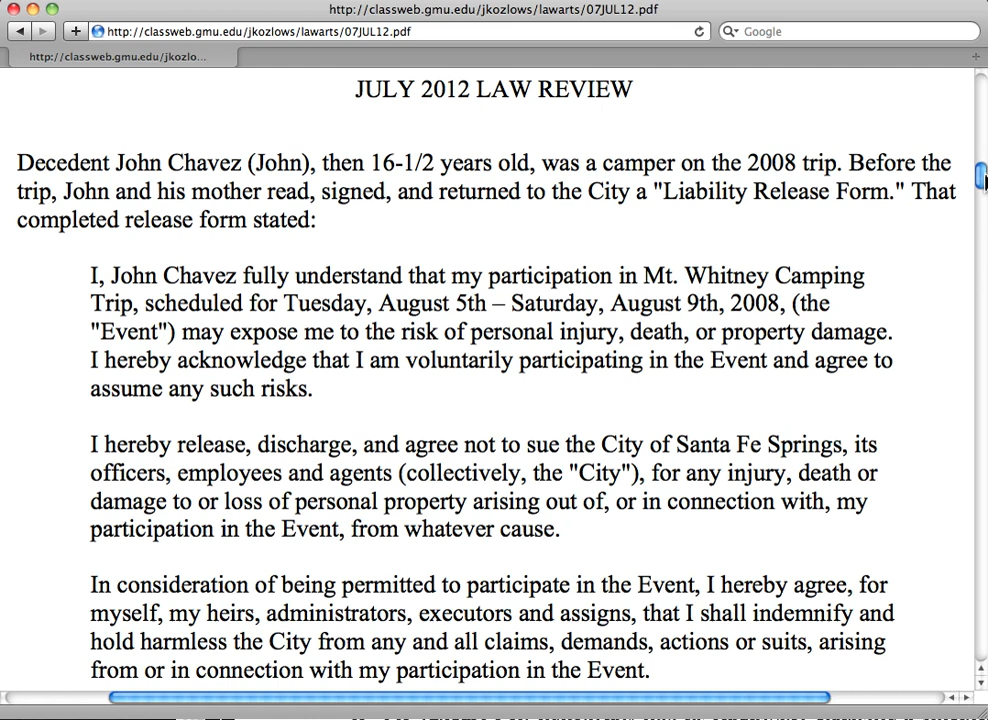 http://classweb.gmu.edu/jkozlows/lawarts/07JUL12.pdf
http://classweb.gmu.edu/jkozlows/lawarts/07JUL12.pdf
Google
http://classweb.gmu.edu/jkozlo...
JULY 2012 LAW REVIEW
Decedent John Chavez (John), then 16-1/2 years old, was a camper on the 2008 trip. Before the
trip, John and his mother read, signed, and returned to the City a "Liability Release Form." That
completed release form stated:
I, John Chavez fully understand that my participation in Mt. Whitney Camping
Trip, scheduled for Tuesday, August 5th – Saturday, August 9th, 2008, (the
"Event") may expose me to the risk of personal injury, death, or property damage.
I hereby acknowledge that I am voluntarily participating in the Event and agree to
assume any such risks.
I hereby release, discharge, and agree not to sue the City of Santa Fe Springs, its
officers, employees and agents (collectively, the "City"), for any injury, death or
damage to or loss of personal property arising out of, or in connection with, my
participation in the Event, from whatever cause.
In consideration of being permitted to participate in the Event, I hereby agree, for
myself, my heirs, administrators, executors and assigns, that I shall indemnify and
hold harmless the City from any and all claims, demands, actions or suits, arising
from or in connection with my participation in the Event.